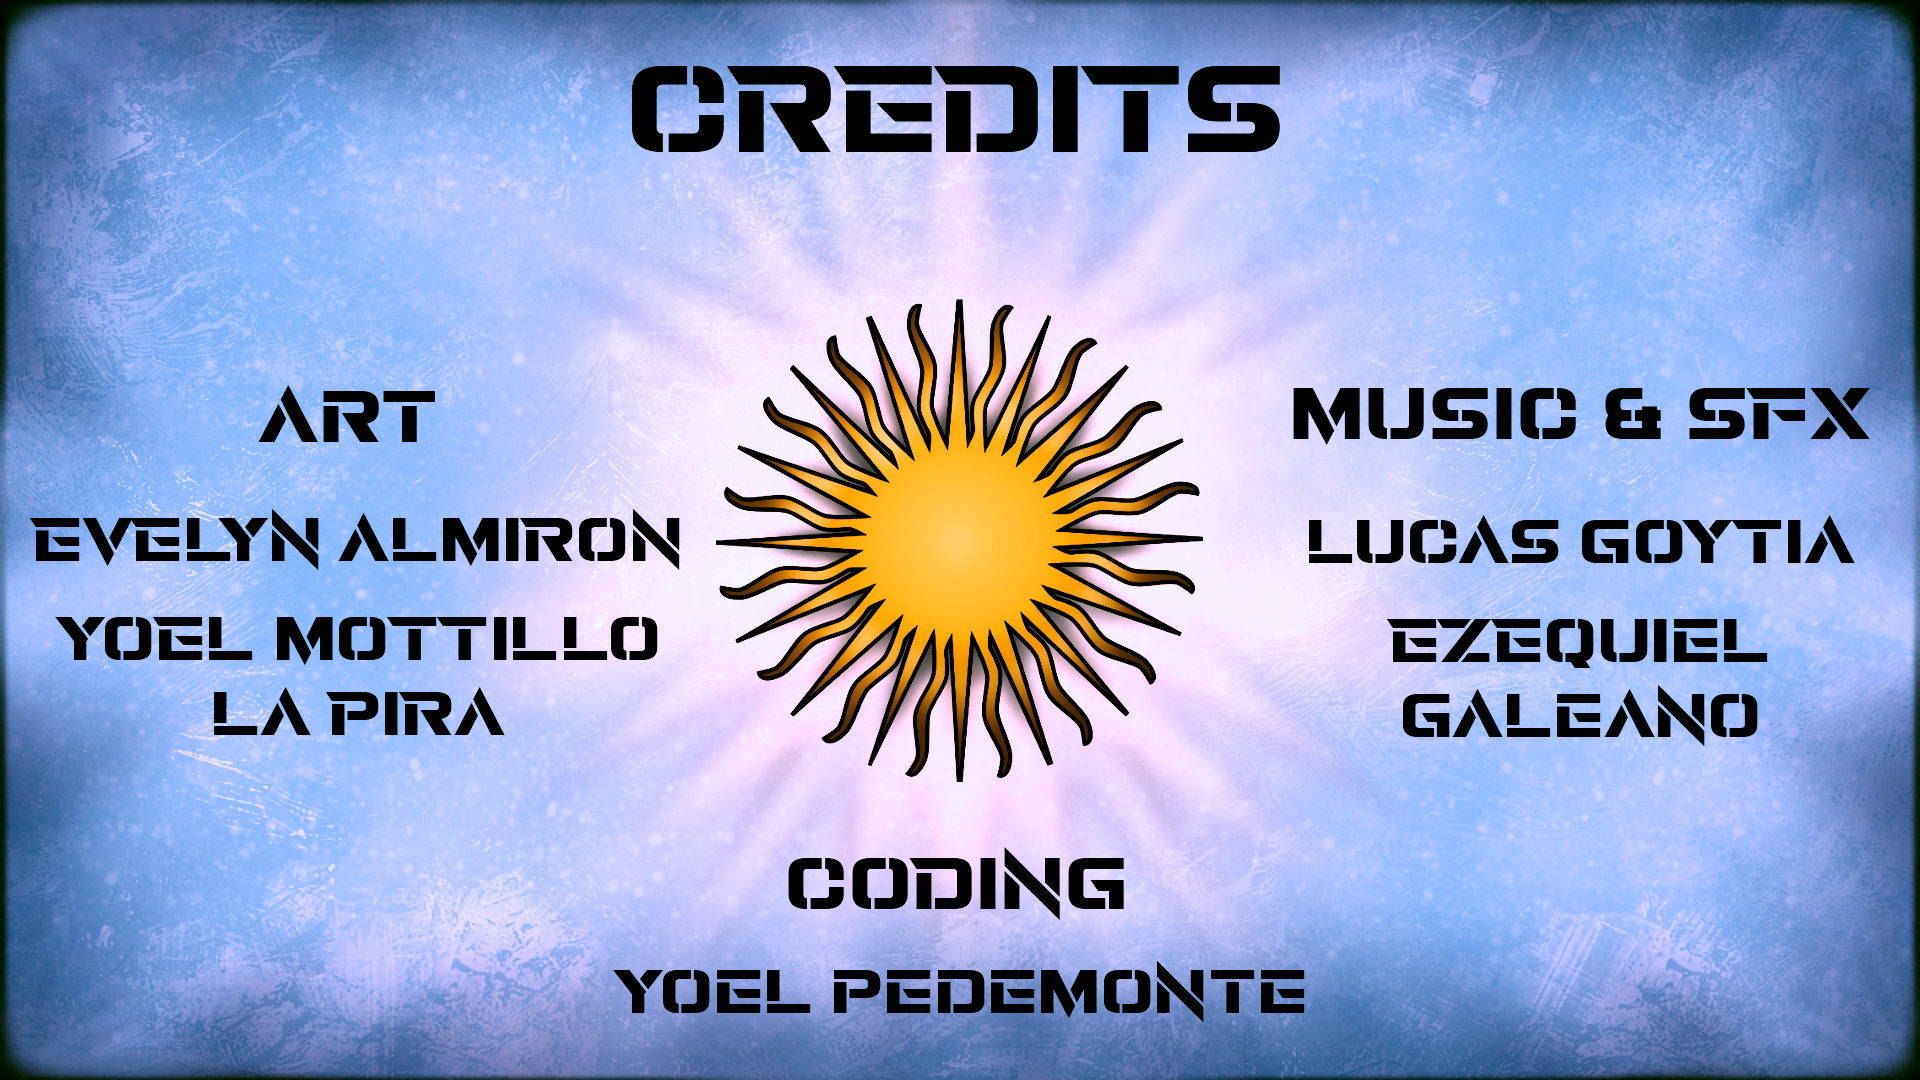 CREDITS
ART
EVELYN ALMIRON
YOEL MOTTILLO
LA PIRA
MUSIC & SFX
LUCAS GOYTIA
EZEQUIEL
GALEANO
CODING
YOEL PEDEMONTE